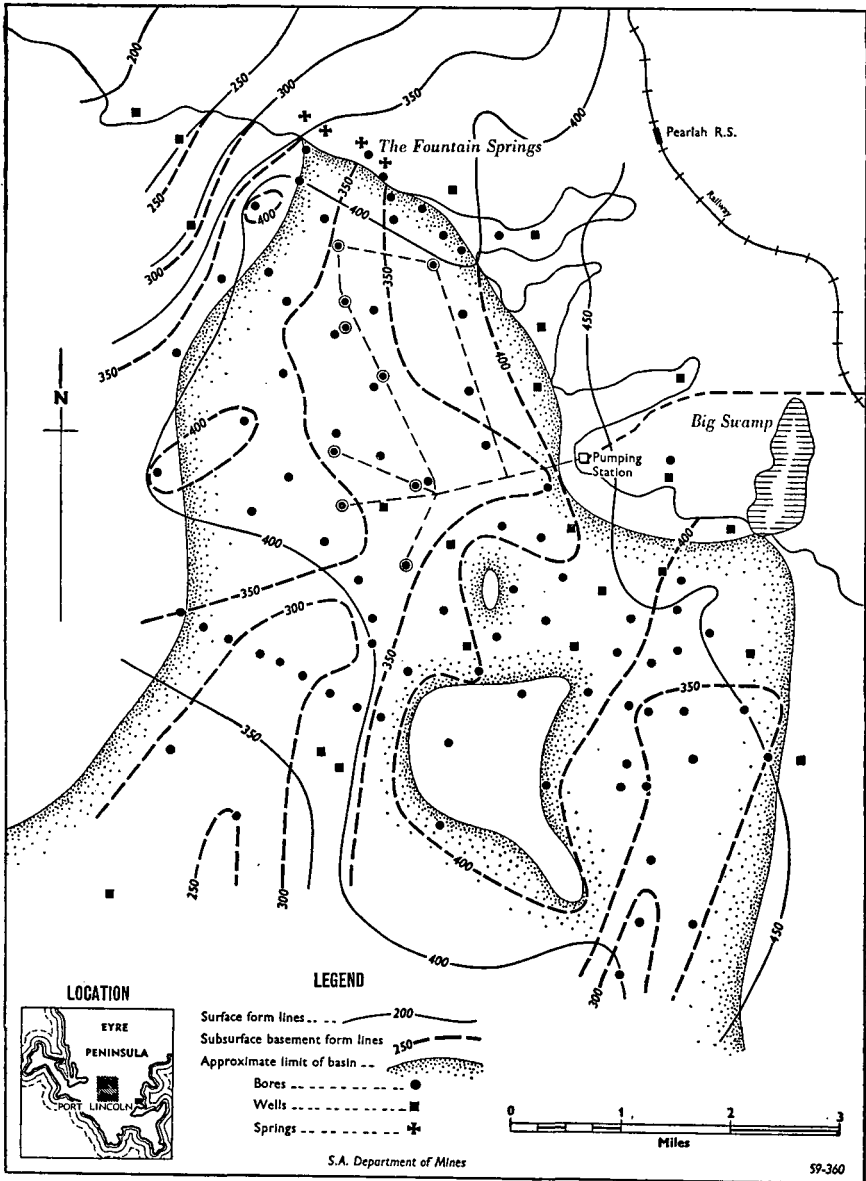 200
250
300
350
400
Pearlah R.S.
Railway
The Fountain Springs
250
300
350
400
350
400
350
400
450
N
400
Big Swamp
Pumping
Station
400
400
350
300
350
350
350
250
300
400
400
450
300
LOCATION
EYRE
PENINSULA
PORT LINCOLN
LEGEND
Surface form lines 200
Subsurface basement form lines 250
Approximate limit of basin
Bores
Wells
Springs
0 1 2 3
Miles
S.A. Department of Mines
59-360